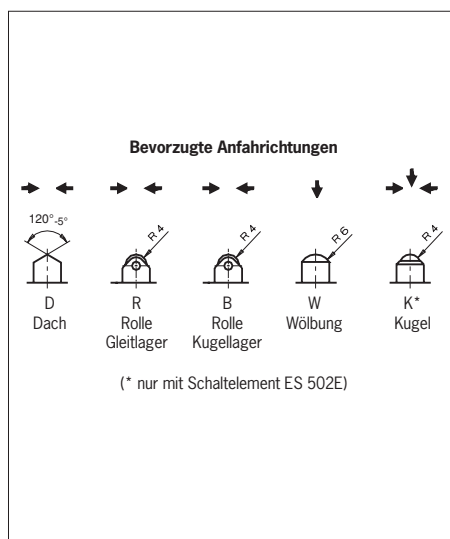 Bevorzugte Anfahrichtungen
120°-5°
R 4
R 4
R 6
R 4
D
R
B
W
K*
Dach
Rolle
Rolle
Wölbung
Kugel
Gleitlager
Kugellager
(* nur mit Schaltelement ES 502E)